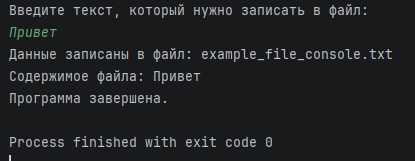 Введите текст, который нужно записать в файл:
Привет
Данные записаны в файл: example_file_console.txt
Содержимое файла: Привет
Программа завершена.
Process finished with exit code 0